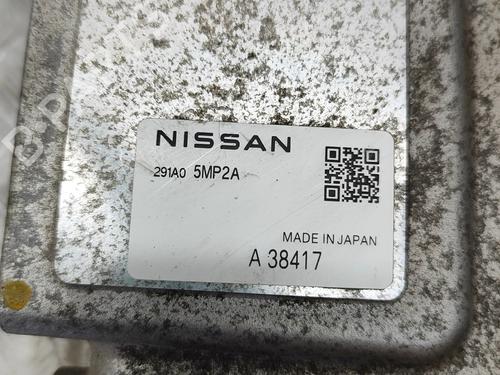 NISSAN
291A0 5MP2A
MADE IN JAPAN
A 38417